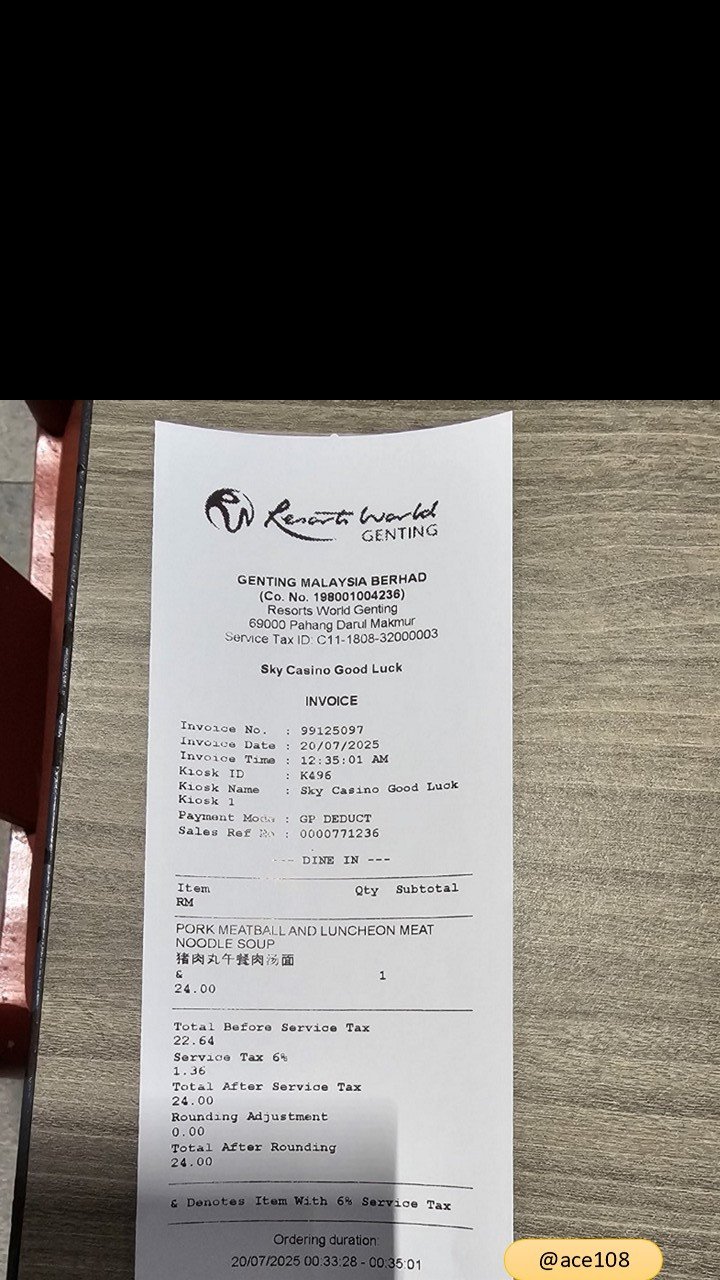 Resorts World
GENTING
GENTING MALAYSIA BERHAD
(Co. No. 198001004236)
Resorts World Genting
69000 Pahang Darul Makmur
Service Tax ID: C11-1808-32000003
Sky Casino Good Luck
INVOICE
Invoice No. : 99125097
Invoice Date : 20/07/2025
Invoice Time : 12:35:01 AM
Kiosk ID : K496
Kiosk Name : Sky Casino Good Luck
Kiosk 1
Payment Mode : GP DEDUCT
Sales Ref No : 0000771236
--- DINE IN ---
Item Qty Subtotal
RM
PORK MEATBALL AND LUNCHEON MEAT
NOODLE SOUP
猪肉丸午餐肉汤面
& 1
24.00
Total Before Service Tax
22.64
Service Tax 6%
1.36
Total After Service Tax
24.00
Rounding Adjustment
0.00
Total After Rounding
24.00
& Denotes Item With 6% Service Tax
Ordering duration:
20/07/2025 00:33:28 - 00:35:01
@ace108